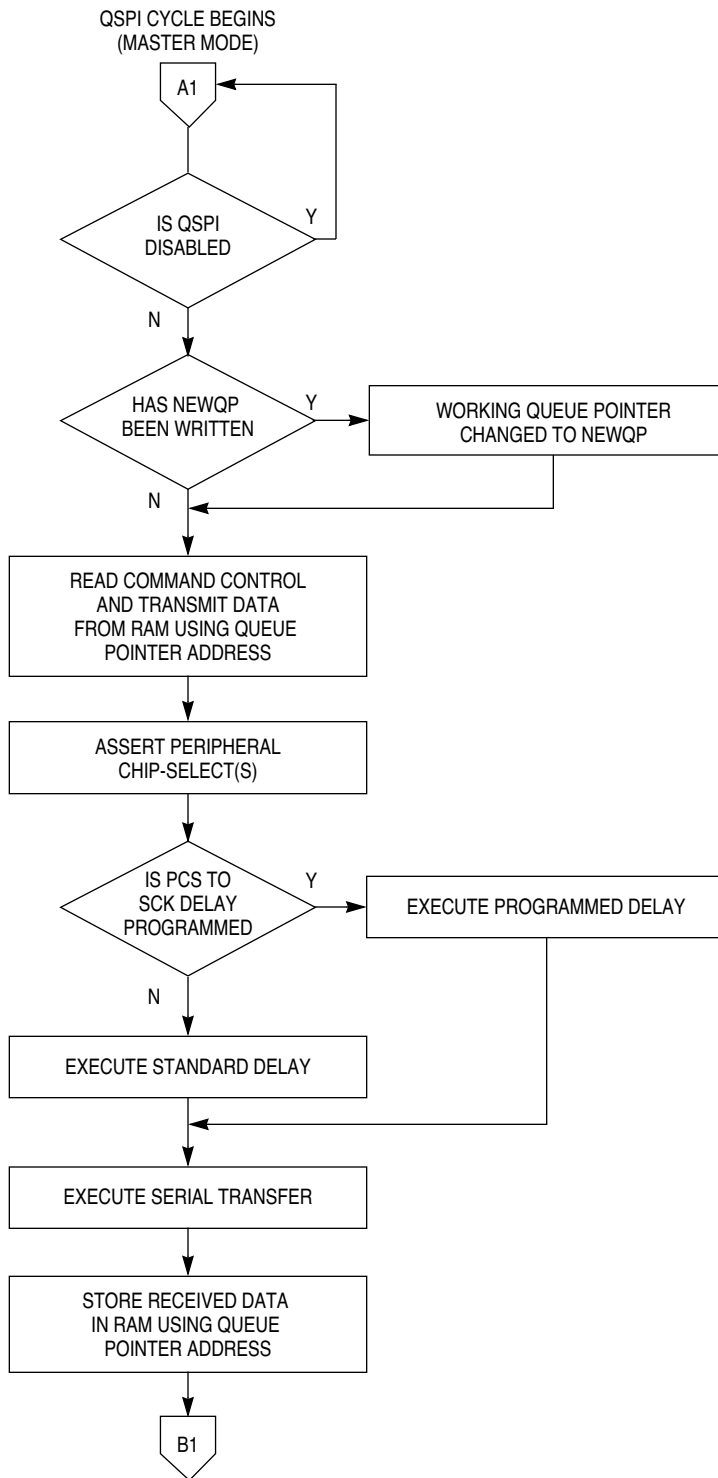 QSPI CYCLE BEGINS
(MASTER MODE)
A1
IS QSPI
DISABLED
Y
N
HAS NEWQP
BEEN WRITTEN
Y
WORKING QUEUE POINTER
CHANGED TO NEWQP
N
READ COMMAND CONTROL
AND TRANSMIT DATA
FROM RAM USING QUEUE
POINTER ADDRESS
ASSERT PERIPHERAL
CHIP-SELECT(S)
IS PCS TO
SCK DELAY
PROGRAMMED
Y
EXECUTE PROGRAMMED DELAY
N
EXECUTE STANDARD DELAY
EXECUTE SERIAL TRANSFER
STORE RECEIVED DATA
IN RAM USING QUEUE
POINTER ADDRESS
B1